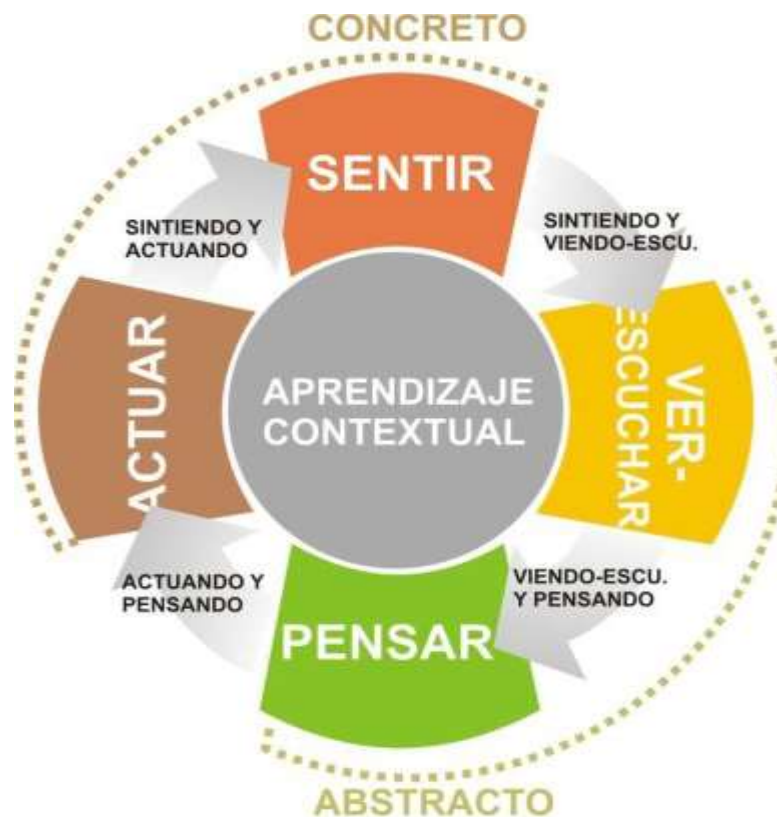 CONCRETO
SENTIR
SINTIENDO Y
ACTUANDO
SINTIENDO Y
VIENDO-ESCU.
ACTUAR
APRENDIZAJE
CONTEXTUAL
VER-
ESCUCHAR
ACTUANDO Y
PENSANDO
VIENDO-ESCU.
Y PENSANDO
PENSAR
ABSTRACTO